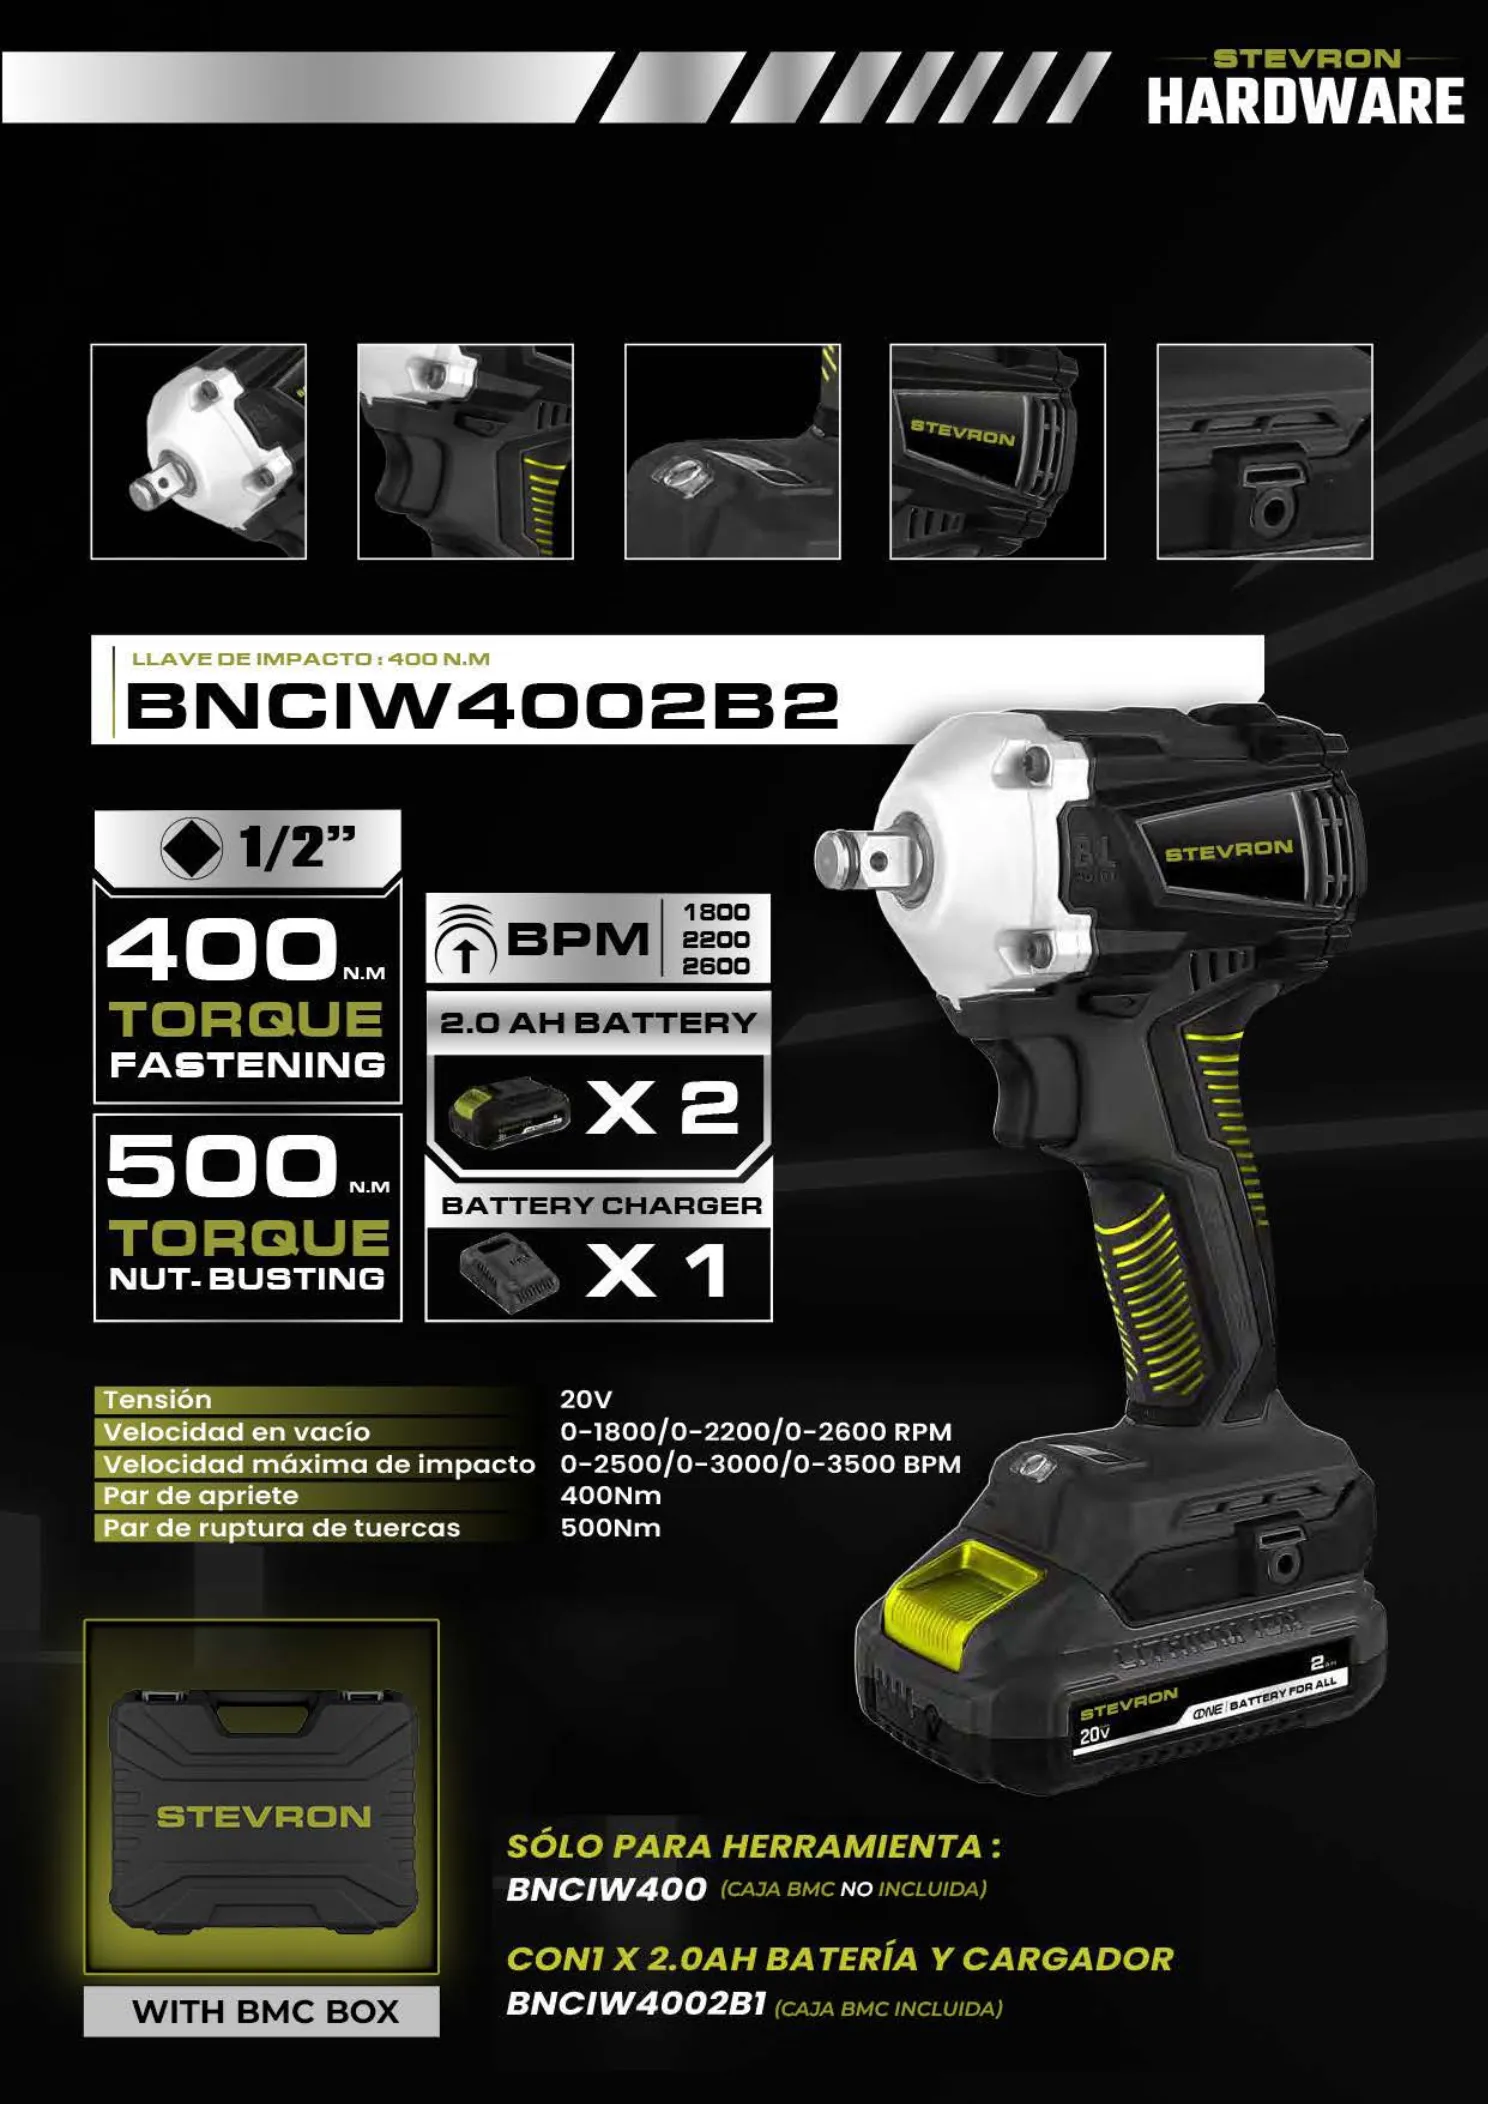 STEVRON
HARDWARE
STEVRON
LLAVE DE IMPACTO : 400 N.M
BNCIW4002B2
1/2”
400 N.M
TORQUE
FASTENING
500 N.M
TORQUE
NUT-BUSTING
BPM
1800
2200
2600
2.0 AH BATTERY
X 2
BATTERY CHARGER
X 1
BL
STEVRON
Tensión 20V
Velocidad en vacío 0-1800/0-2200/0-2600 RPM
Velocidad máxima de impacto 0-2500/0-3000/0-3500 BPM
Par de apriete 400Nm
Par de ruptura de tuercas 500Nm
LITHIUM ION
2 AH
STEVRON
ONE BATTERY FOR ALL
20V
STEVRON
WITH BMC BOX
SÓLO PARA HERRAMIENTA :
BNCIW400 (CAJA BMC NO INCLUIDA)
CON1 X 2.0AH BATERÍA Y CARGADOR
BNCIW4002B1 (CAJA BMC INCLUIDA)